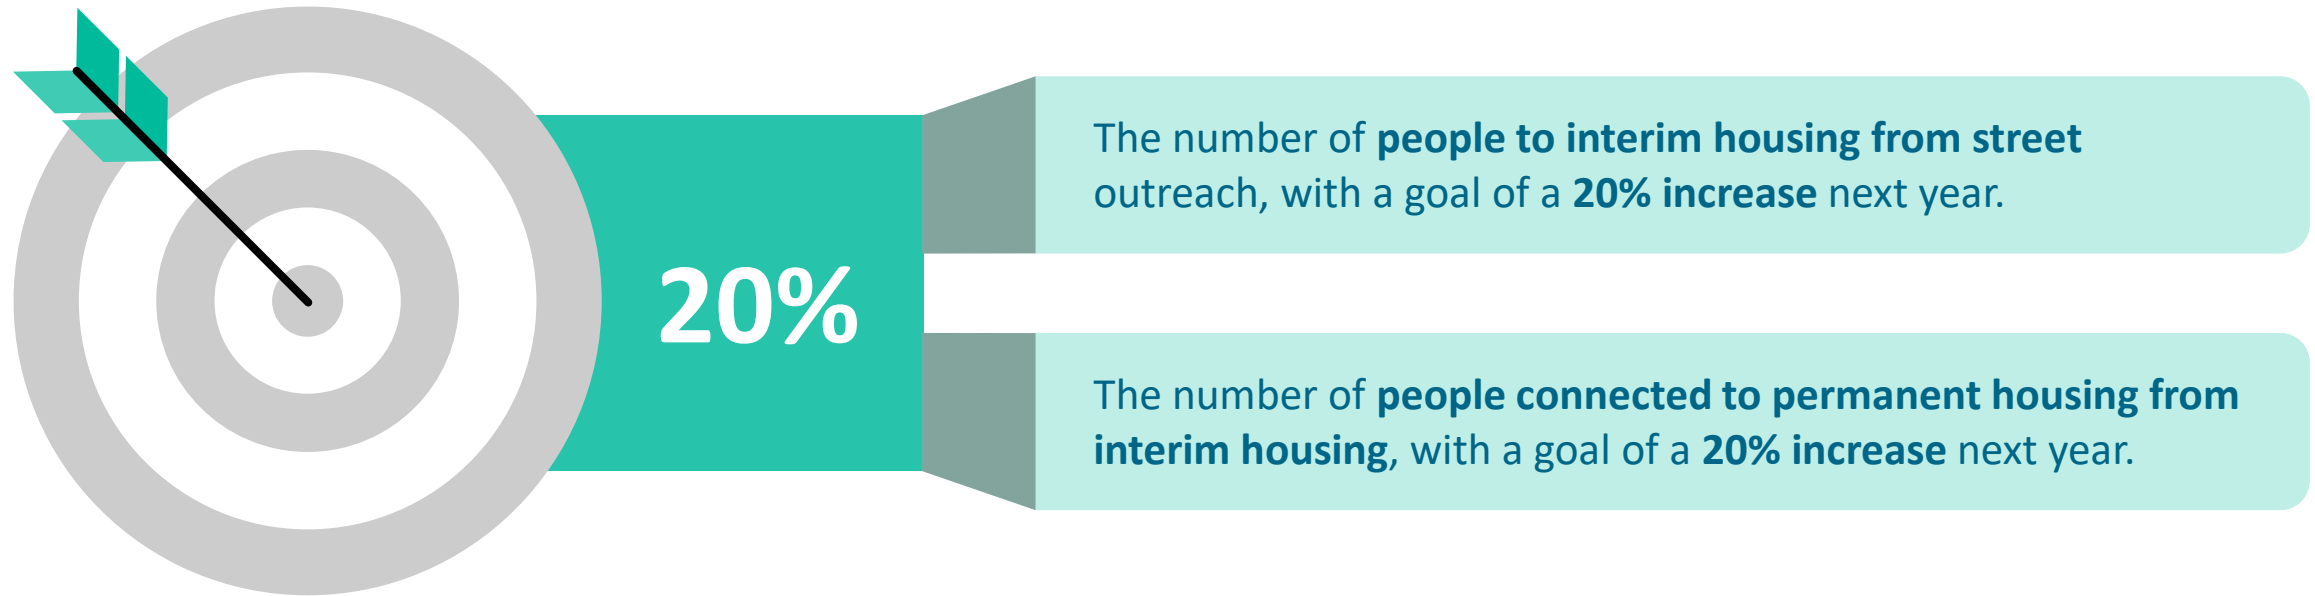 20%
The number of people to interim housing from street
outreach, with a goal of a 20% increase next year.
The number of people connected to permanent housing from
interim housing, with a goal of a 20% increase next year.